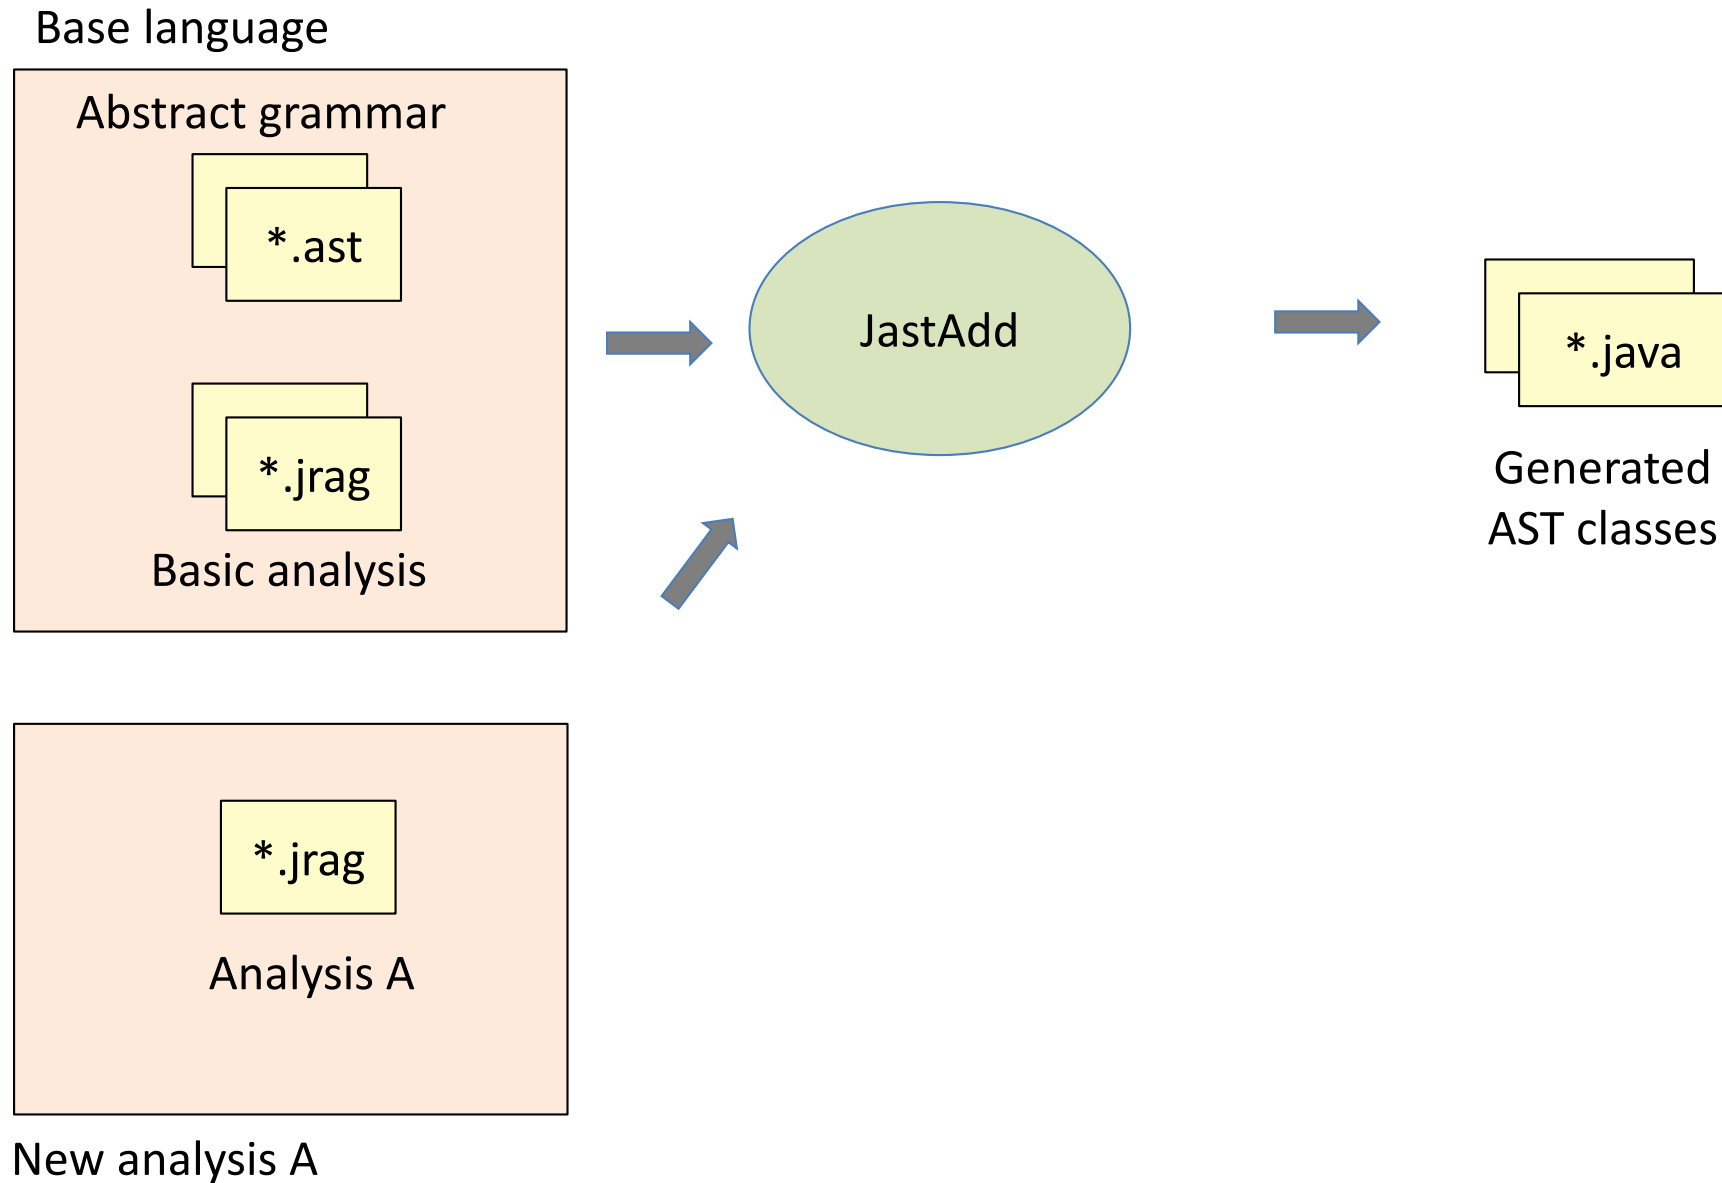 Base language
Abstract grammar
*.ast
*.jrag
Basic analysis
JastAdd
*.java
Generated
AST classes
*.jrag
Analysis A
New analysis A